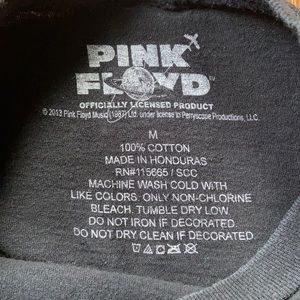 PINK
FLOYD™
OFFICIALLY LICENSED PRODUCT
© 2013 Pink Floyd Music (1987) Ltd. under license to Perryscope Productions, LLC.
M
100% COTTON
MADE IN HONDURAS
RN#115665 / SCC
MACHINE WASH COLD WITH
LIKE COLORS. ONLY NON-CHLORINE
BLEACH. TUMBLE DRY LOW
DO NOT IRON IF DECORATED.
DO NOT DRY CLEAN IF DECORATED